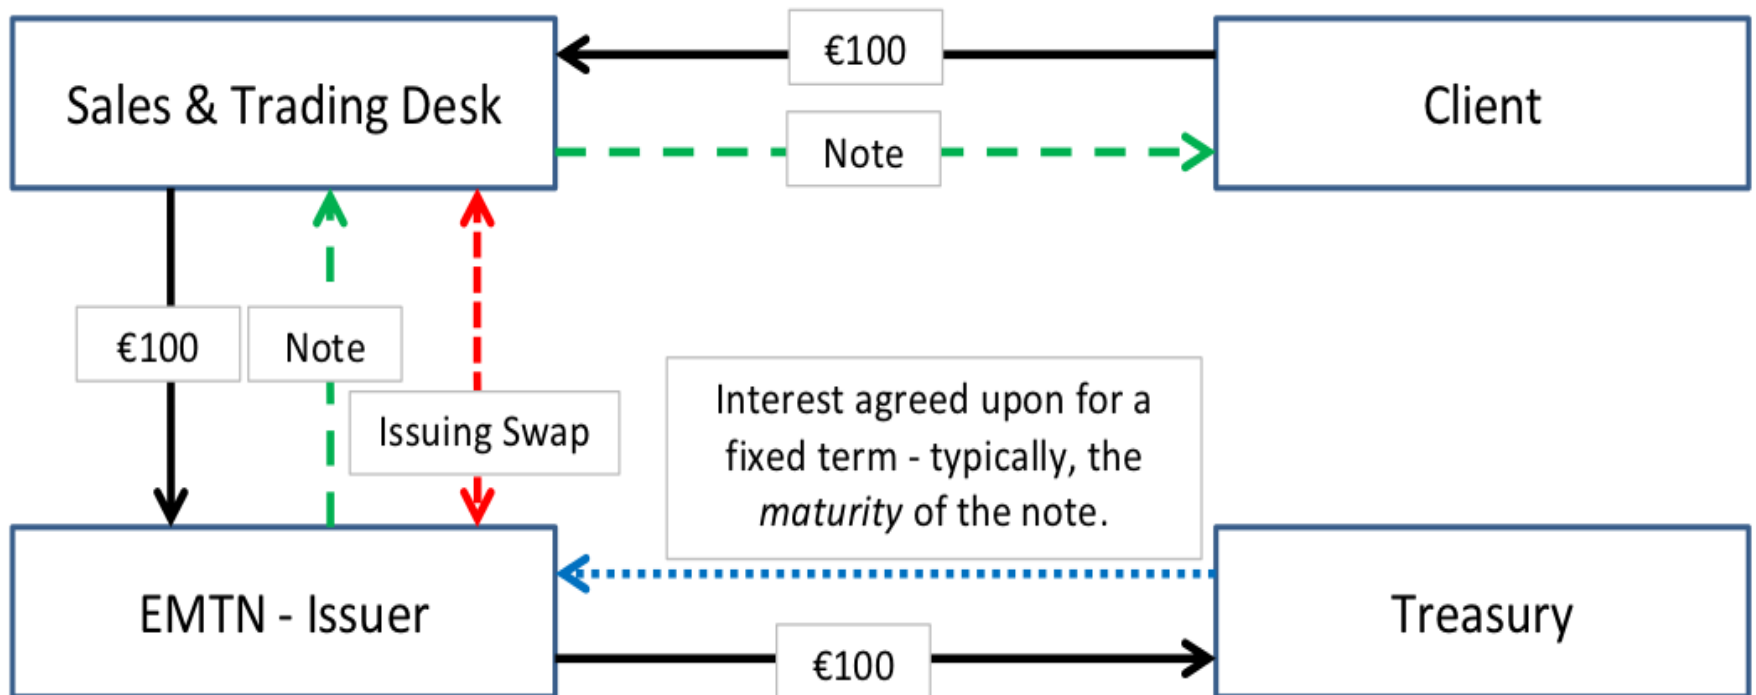 €100
Sales & Trading Desk
Client
Note
€100
Note
Issuing Swap
Interest agreed upon for a
fixed term - typically, the
maturity of the note.
EMTN - Issuer
Treasury
€100